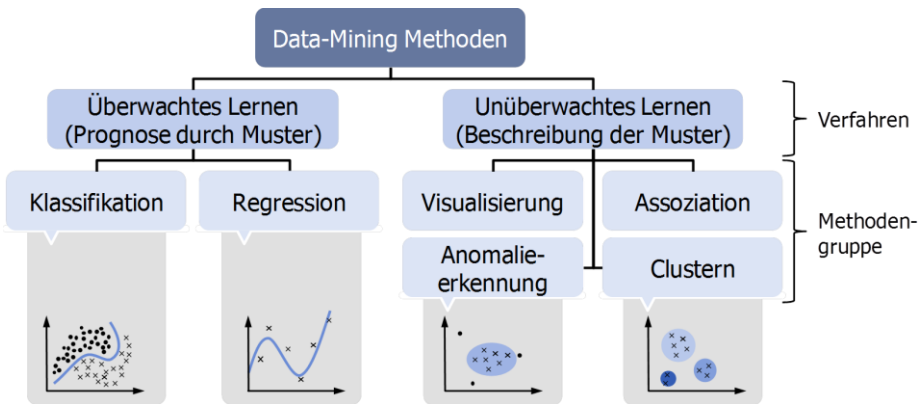 Data-Mining Methoden
Überwachtes Lernen
(Prognose durch Muster)
Unüberwachtes Lernen
(Beschreibung der Muster)
Verfahren
Klassifikation
Regression
Visualisierung
Assoziation
Methoden-
gruppe
Anomalie-
erkennung
Clustern